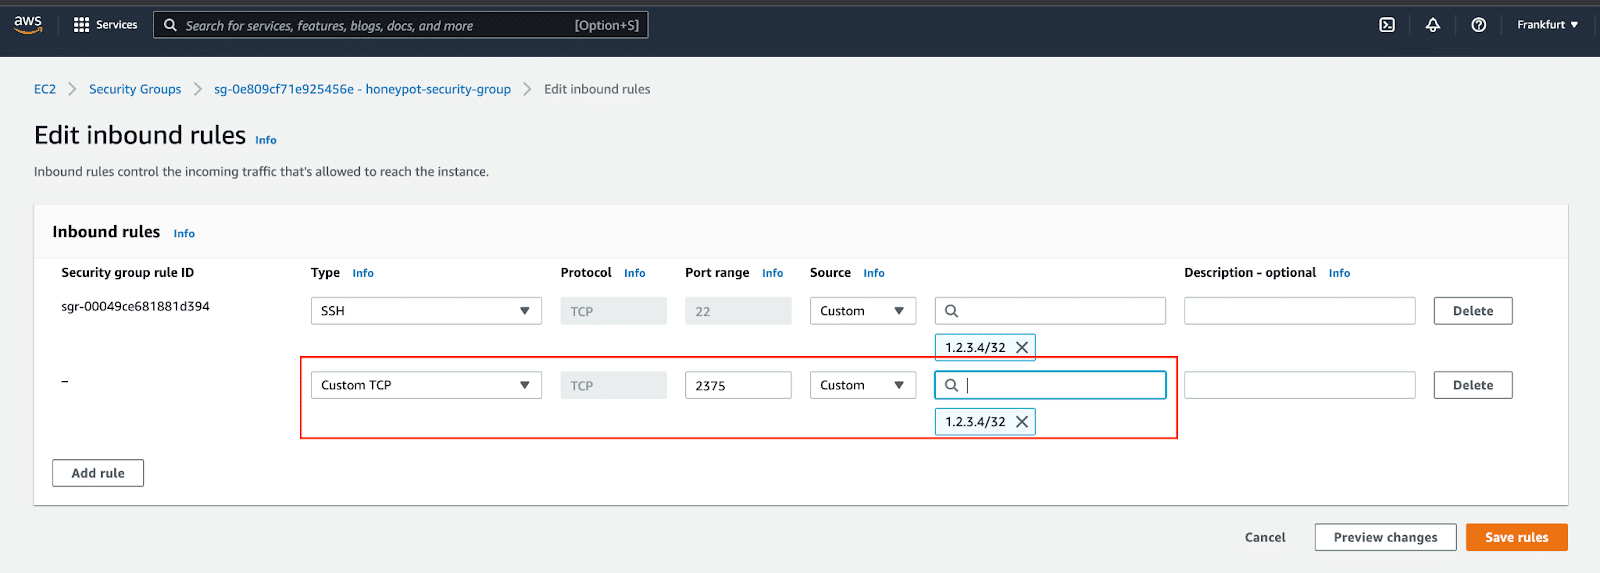 aws Services Search for services, features, blogs, docs, and more [Option+S] Frankfurt
EC2 Security Groups sg-0e809cf71e925456e - honeypot-security-group Edit inbound rules
Edit inbound rules Info
Inbound rules control the incoming traffic that's allowed to reach the instance.
Inbound rules Info
Security group rule ID Type Info Protocol Info Port range Info Source Info Description - optional Info
sgr-00049ce681881d394 SSH TCP 22 Custom Delete
1.2.3.4/32
– Custom TCP TCP 2375 Custom Delete
1.2.3.4/32
Add rule
Cancel Preview changes Save rules